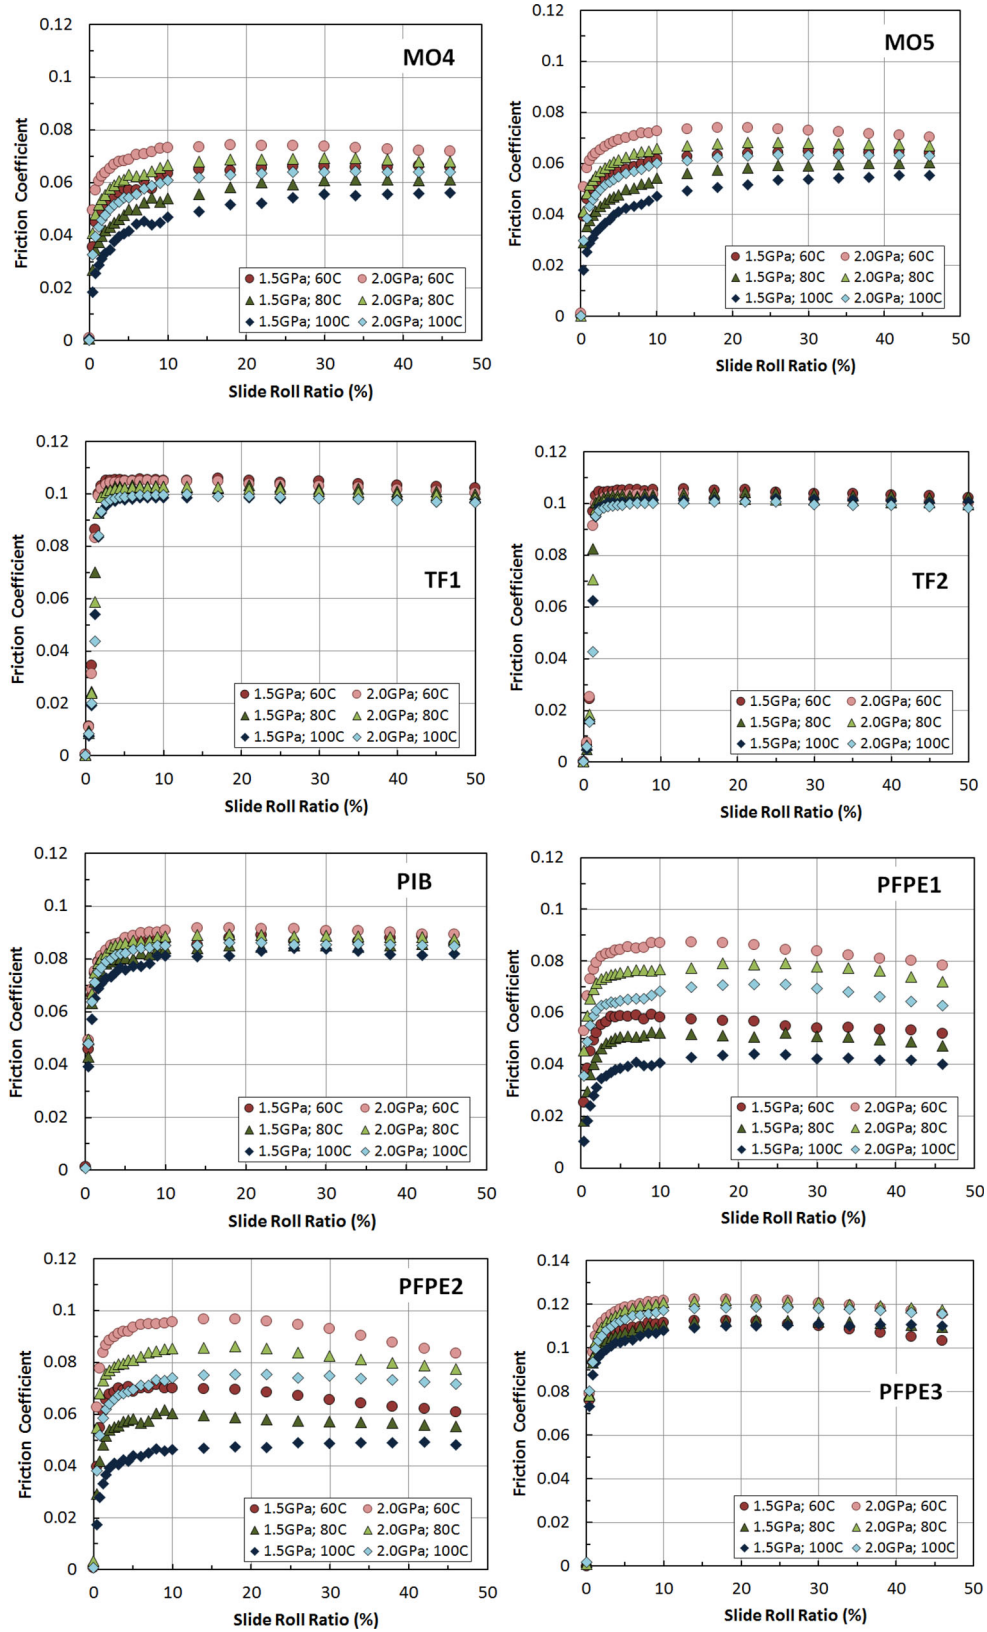 0.12
0.1
0.08
0.06
0.04
0.02
0
Friction Coefficient
MO4
1.5GPa; 60C 2.0GPa; 60C
1.5GPa; 80C 2.0GPa; 80C
1.5GPa; 100C 2.0GPa; 100C
0 10 20 30 40 50
Slide Roll Ratio (%)
0.12
0.1
0.08
0.06
0.04
0.02
0
Friction Coefficient
MO5
1.5GPa; 60C 2.0GPa; 60C
1.5GPa; 80C 2.0GPa; 80C
1.5GPa; 100C 2.0GPa; 100C
0 10 20 30 40 50
Slide Roll Ratio (%)
0.12
0.1
0.08
0.06
0.04
0.02
0
Friction Coefficient
TF1
1.5GPa; 60C 2.0GPa; 60C
1.5GPa; 80C 2.0GPa; 80C
1.5GPa; 100C 2.0GPa; 100C
0 10 20 30 40 50
Slide Roll Ratio (%)
0.12
0.1
0.08
0.06
0.04
0.02
0
Friction Coefficient
TF2
1.5GPa; 60C 2.0GPa; 60C
1.5GPa; 80C 2.0GPa; 80C
1.5GPa; 100C 2.0GPa; 100C
0 10 20 30 40 50
Slide Roll Ratio (%)
0.12
0.1
0.08
0.06
0.04
0.02
0
Friction Coefficient
PIB
1.5GPa; 60C 2.0GPa; 60C
1.5GPa; 80C 2.0GPa; 80C
1.5GPa; 100C 2.0GPa; 100C
0 10 20 30 40 50
Slide Roll Ratio (%)
0.12
0.1
0.08
0.06
0.04
0.02
0
Friction Coefficient
PFPE1
1.5GPa; 60C 2.0GPa; 60C
1.5GPa; 80C 2.0GPa; 80C
1.5GPa; 100C 2.0GPa; 100C
0 10 20 30 40 50
Slide Roll Ratio (%)
0.12
0.1
0.08
0.06
0.04
0.02
0
Friction Coefficient
PFPE2
1.5GPa; 60C 2.0GPa; 60C
1.5GPa; 80C 2.0GPa; 80C
1.5GPa; 100C 2.0GPa; 100C
0 10 20 30 40 50
Slide Roll Ratio (%)
0.14
0.12
0.1
0.08
0.06
0.04
0.02
0
Friction Coefficient
PFPE3
1.5GPa; 60C 2.0GPa; 60C
1.5GPa; 80C 2.0GPa; 80C
1.5GPa; 100C 2.0GPa; 100C
0 10 20 30 40 50
Slide Roll Ratio (%)